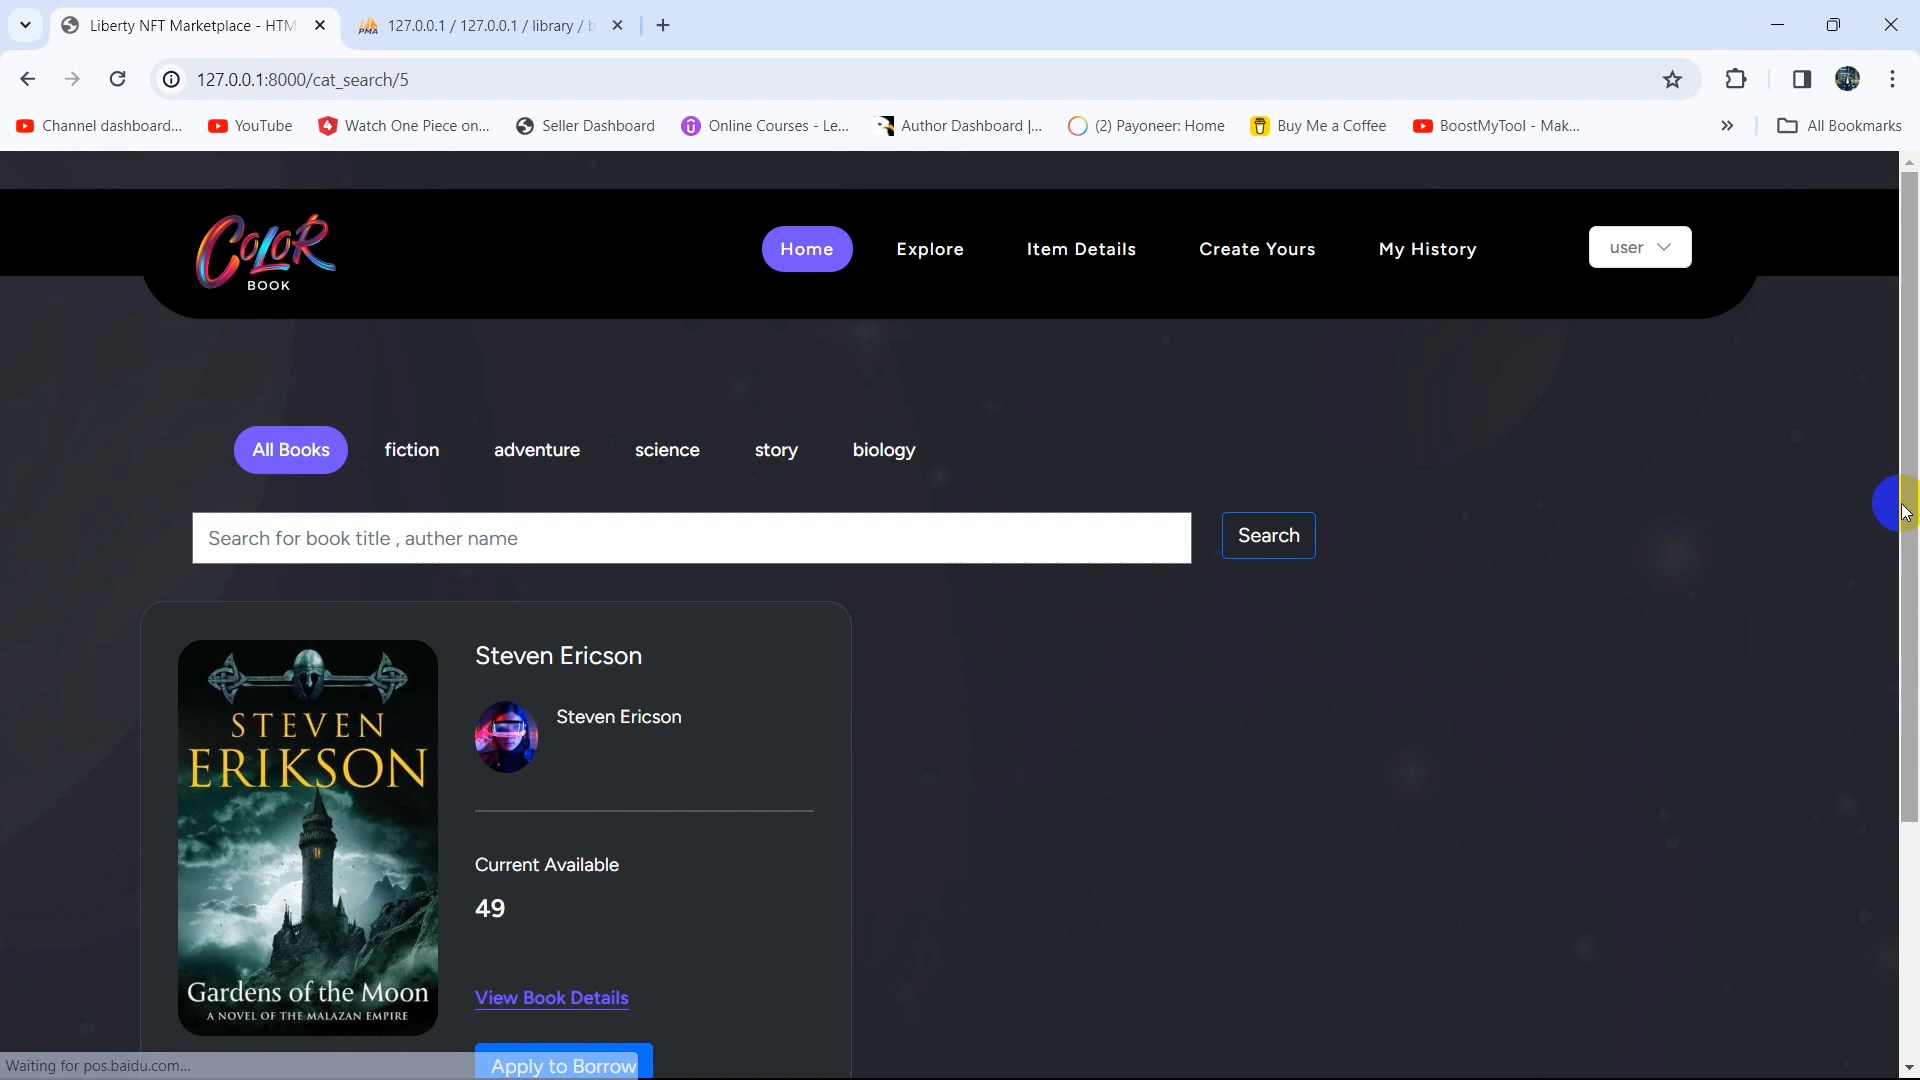 Liberty NFT Marketplace - HTM
127.0.0.1 / 127.0.0.1 / library / b
127.0.0.1:8000/cat_search/5
Channel dashboard...
YouTube
Watch One Piece on...
Seller Dashboard
Online Courses - Le...
Author Dashboard |...
(2) Payoneer: Home
Buy Me a Coffee
BoostMyTool - Mak...
All Bookmarks
COLOR
BOOK
Home
Explore
Item Details
Create Yours
My History
user
All Books
fiction
adventure
science
story
biology
Search for book title , auther name
Search
STEVEN
ERIKSON
Gardens of the Moon
A NOVEL OF THE MALAZAN EMPIRE
Steven Ericson
Steven Ericson
Current Available
49
View Book Details
Apply to Borrow
Waiting for pos.baidu.com...